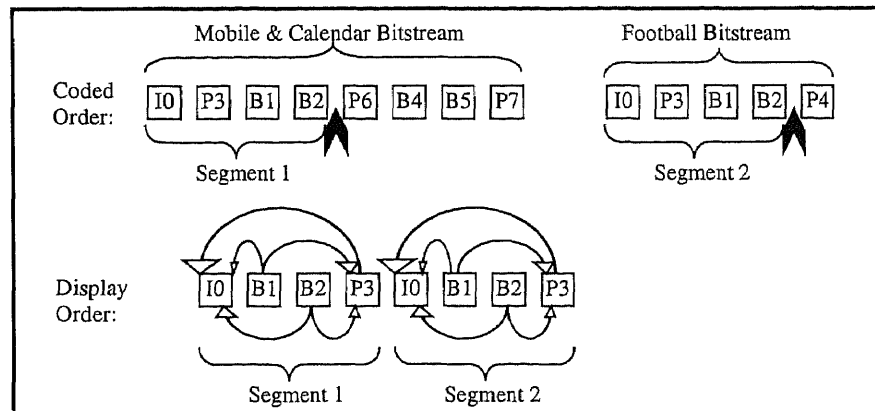 Mobile & Calendar Bitstream Football Bitstream
Coded Order: I0 P3 B1 B2 P6 B4 B5 P7 I0 P3 B1 B2 P4
Segment 1 Segment 2
Display Order: I0 B1 B2 P3 I0 B1 B2 P3
Segment 1 Segment 2